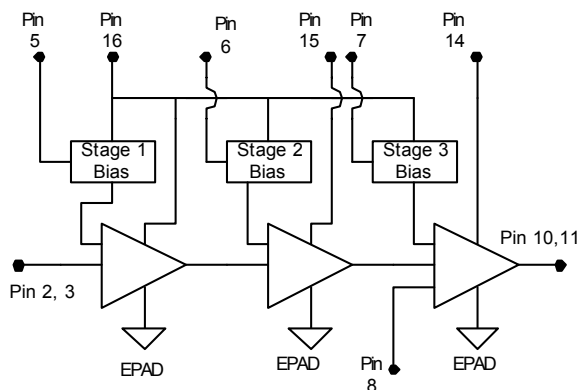 Pin
5
Pin
16
Pin
6
Pin
15
Pin
7
Pin
14
Stage 1
Bias
Stage 2
Bias
Stage 3
Bias
Pin 2, 3
Pin 10,11
EPAD
EPAD
Pin
8
EPAD